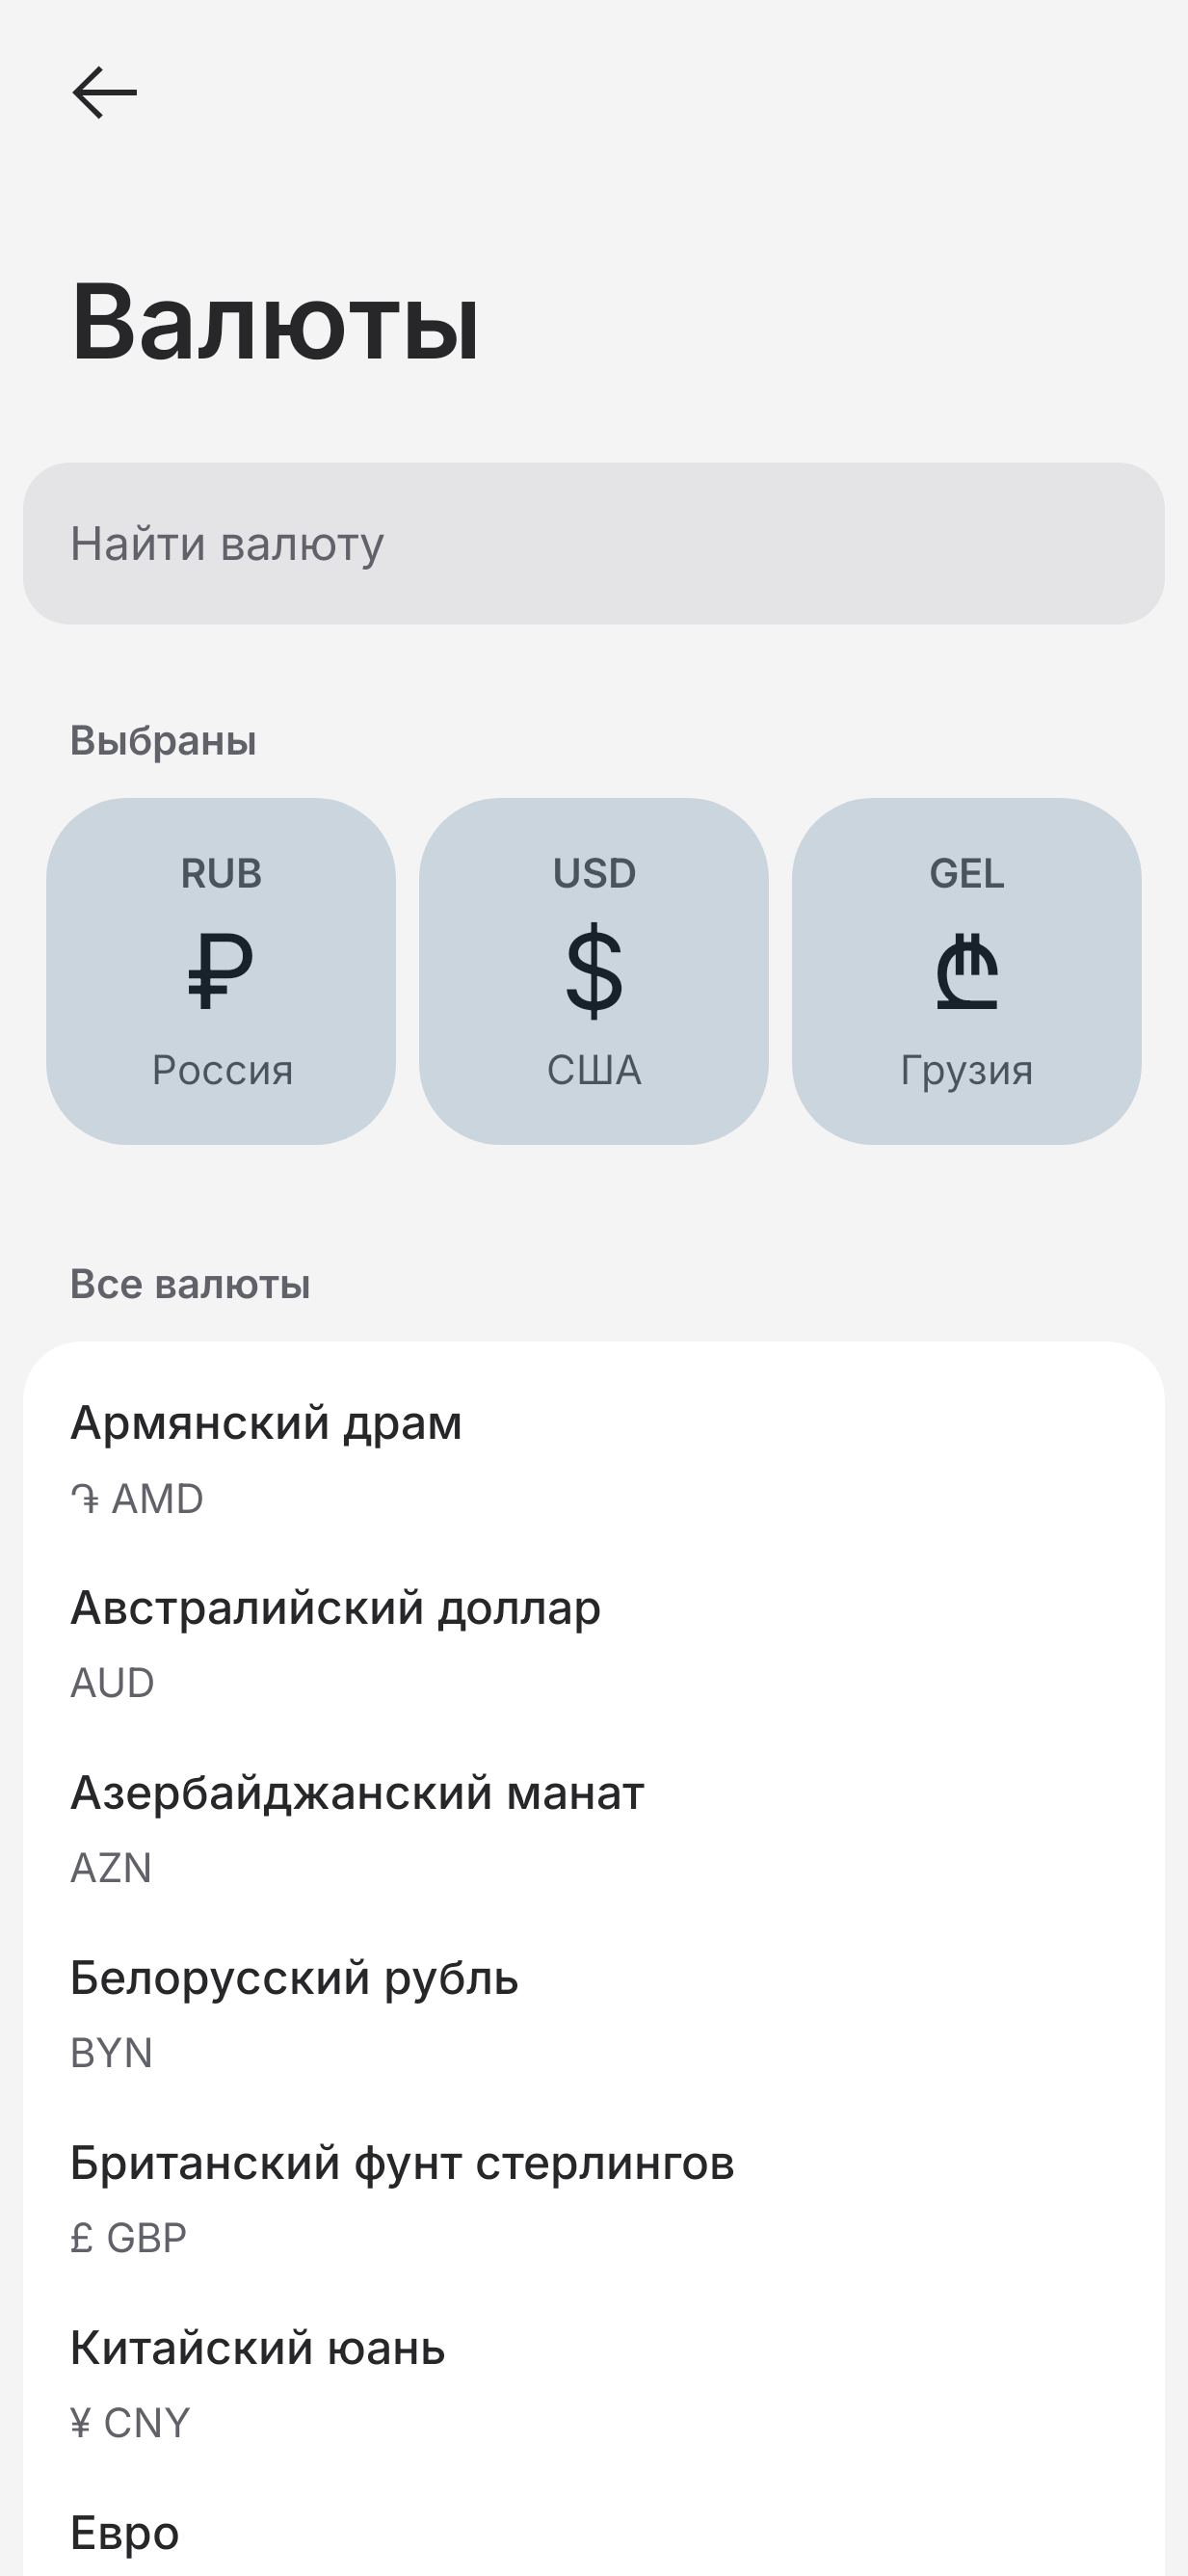 Валюты
Найти валюту
Выбраны
RUB
₽
Россия
USD
$
США
GEL
₾
Грузия
Все валюты
Армянский драм
֏ AMD
Австралийский доллар
AUD
Азербайджанский манат
AZN
Белорусский рубль
BYN
Британский фунт стерлингов
£ GBP
Китайский юань
¥ CNY
Евро